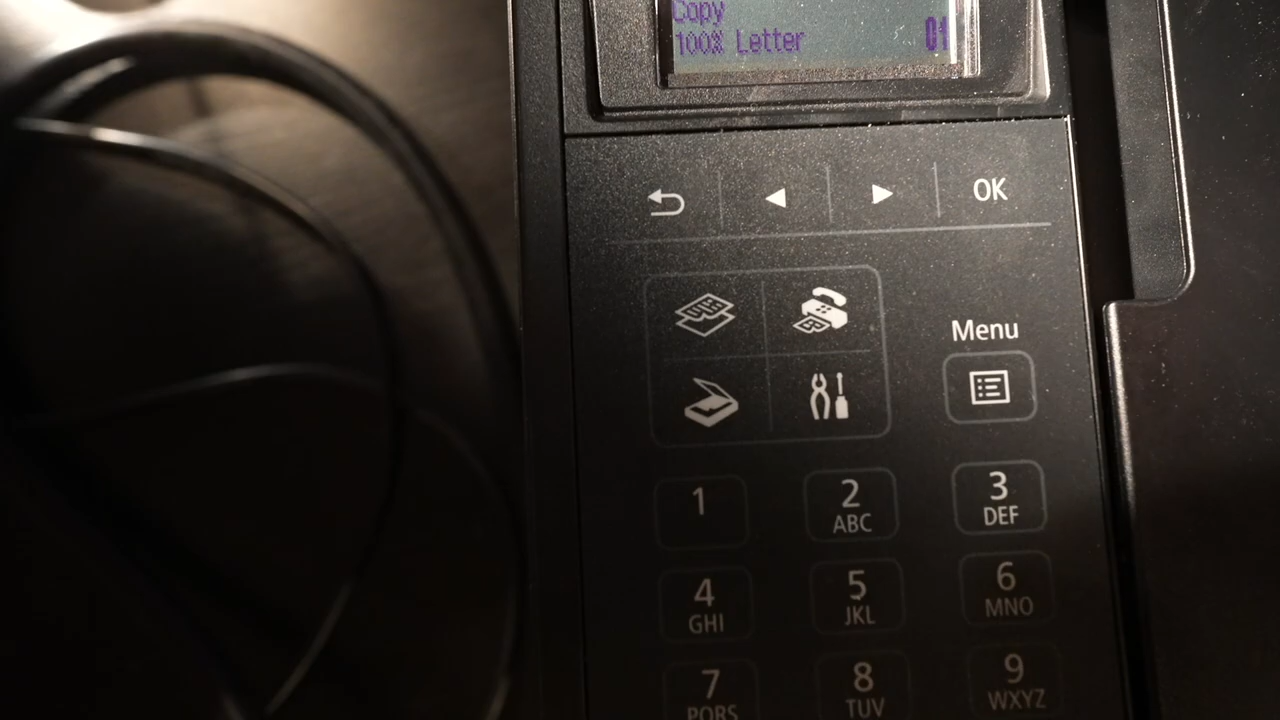 Copy
100% Letter 01
OK
Menu
1 2 3
ABC DEF
4 5 6
GHI JKL MNO
7 8 9
PQRS TUV WXYZ